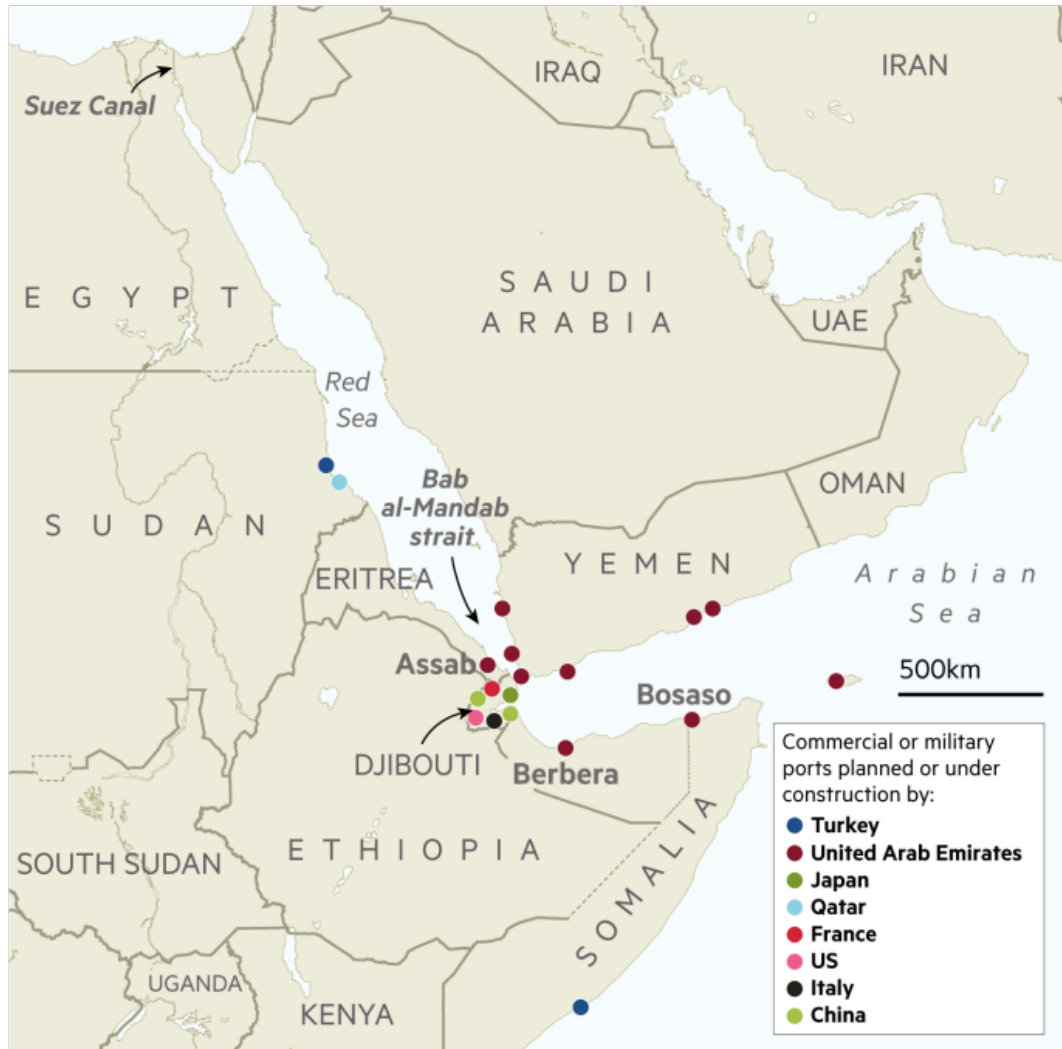 IRAQ
IRAN
Suez Canal
SAUDI
ARABIA
EGYPT
UAE
Red
Sea
OMAN
Bab
al-Mandab
strait
SUDAN
YEMEN
ERITREA
Arabian
Sea
Assab
500km
Bosaso
DJIBOUTI
Berbera
ETHIOPIA
SOMALIA
SOUTH SUDAN
UGANDA
KENYA
Commercial or military
ports planned or under
construction by:
Turkey
United Arab Emirates
Japan
Qatar
France
US
Italy
China